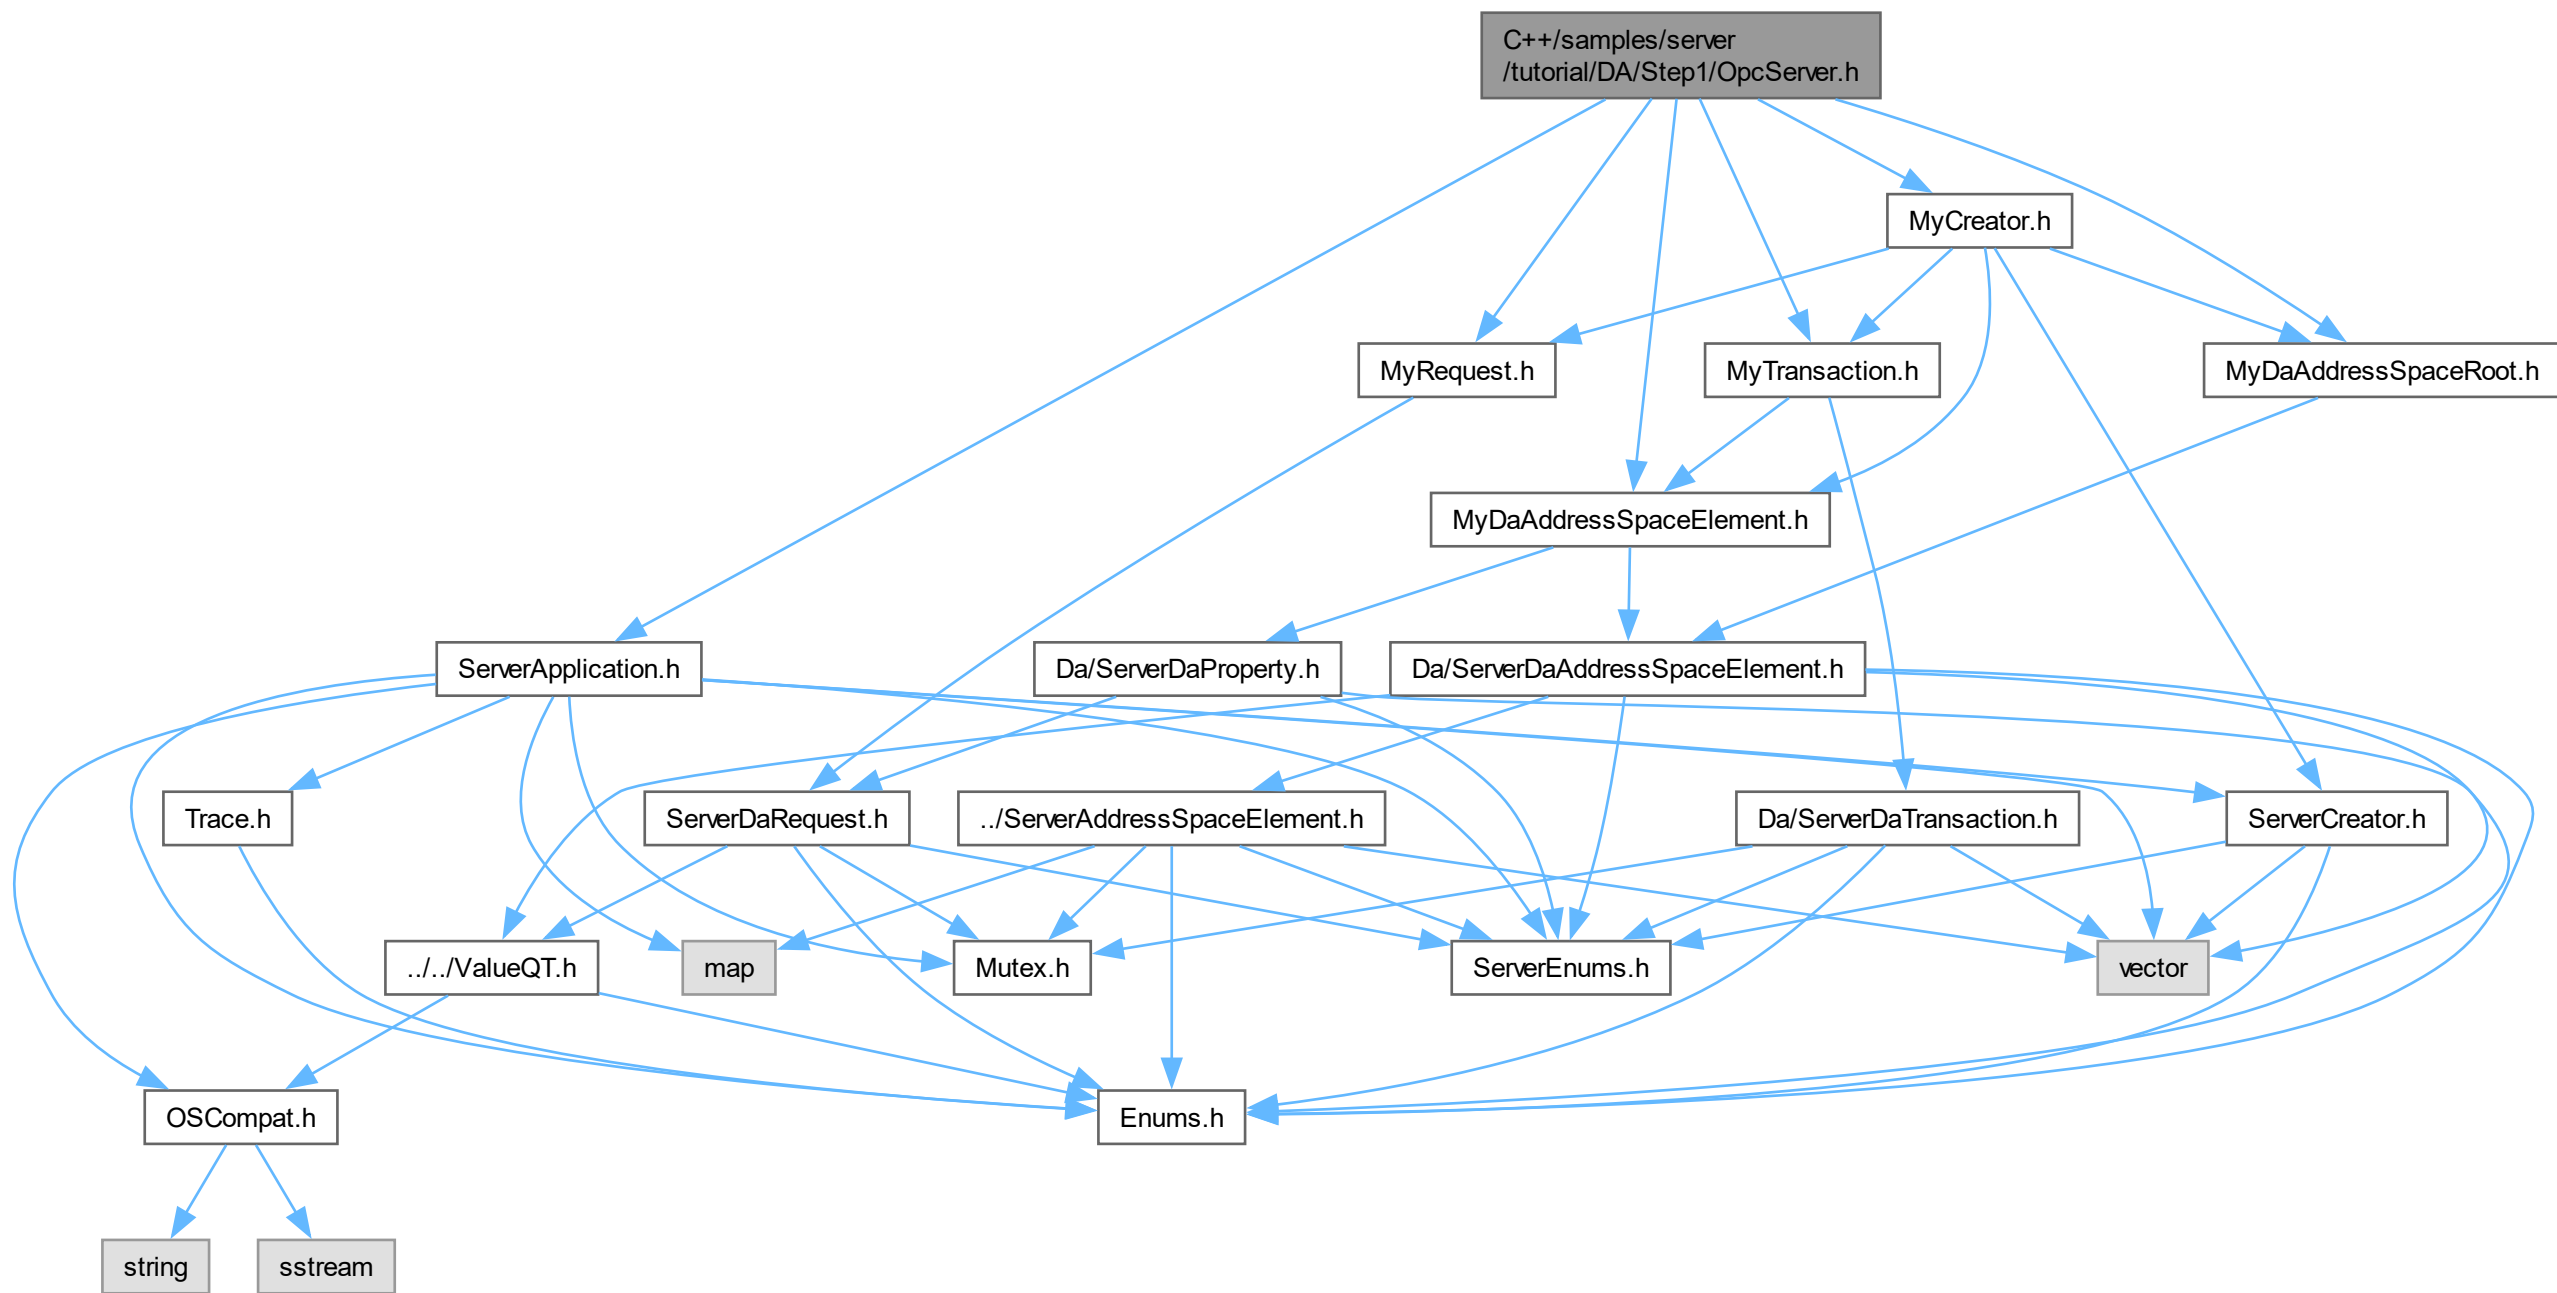 C++/samples/server
/tutorial/DA/Step1/OpcServer.h
MyCreator.h
MyRequest.h
MyTransaction.h
MyDaAddressSpaceRoot.h
MyDaAddressSpaceElement.h
ServerApplication.h
Da/ServerDaProperty.h
Da/ServerDaAddressSpaceElement.h
Trace.h
ServerDaRequest.h
../ServerAddressSpaceElement.h
Da/ServerDaTransaction.h
ServerCreator.h
../../ValueQT.h
map
Mutex.h
ServerEnums.h
vector
OSCompat.h
Enums.h
string
sstream